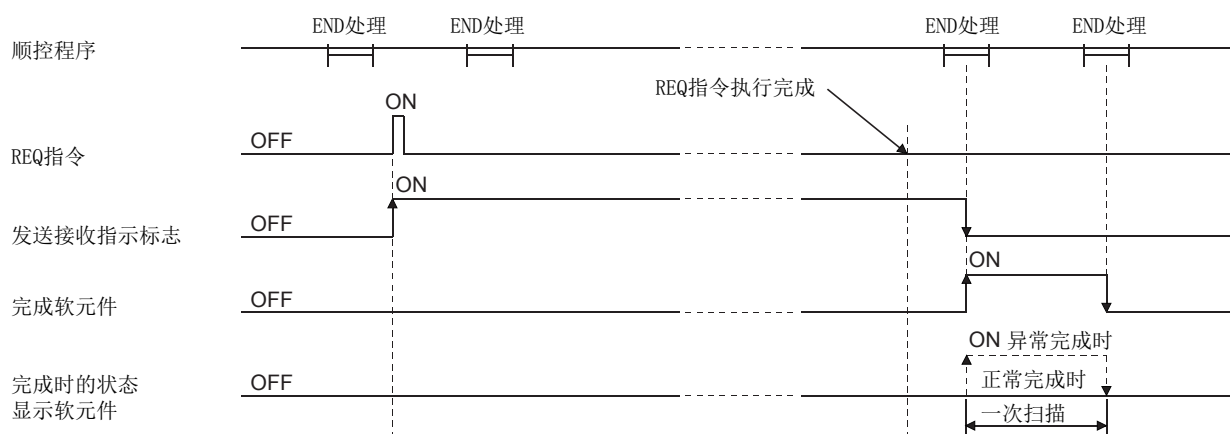 END处理 END处理 END处理 END处理
顺控程序
REQ指令执行完成
ON
OFF
REQ指令
ON
OFF
发送接收指示标志
ON
OFF
完成软元件
ON 异常完成时
OFF
正常完成时
完成时的状态
显示软元件
一次扫描